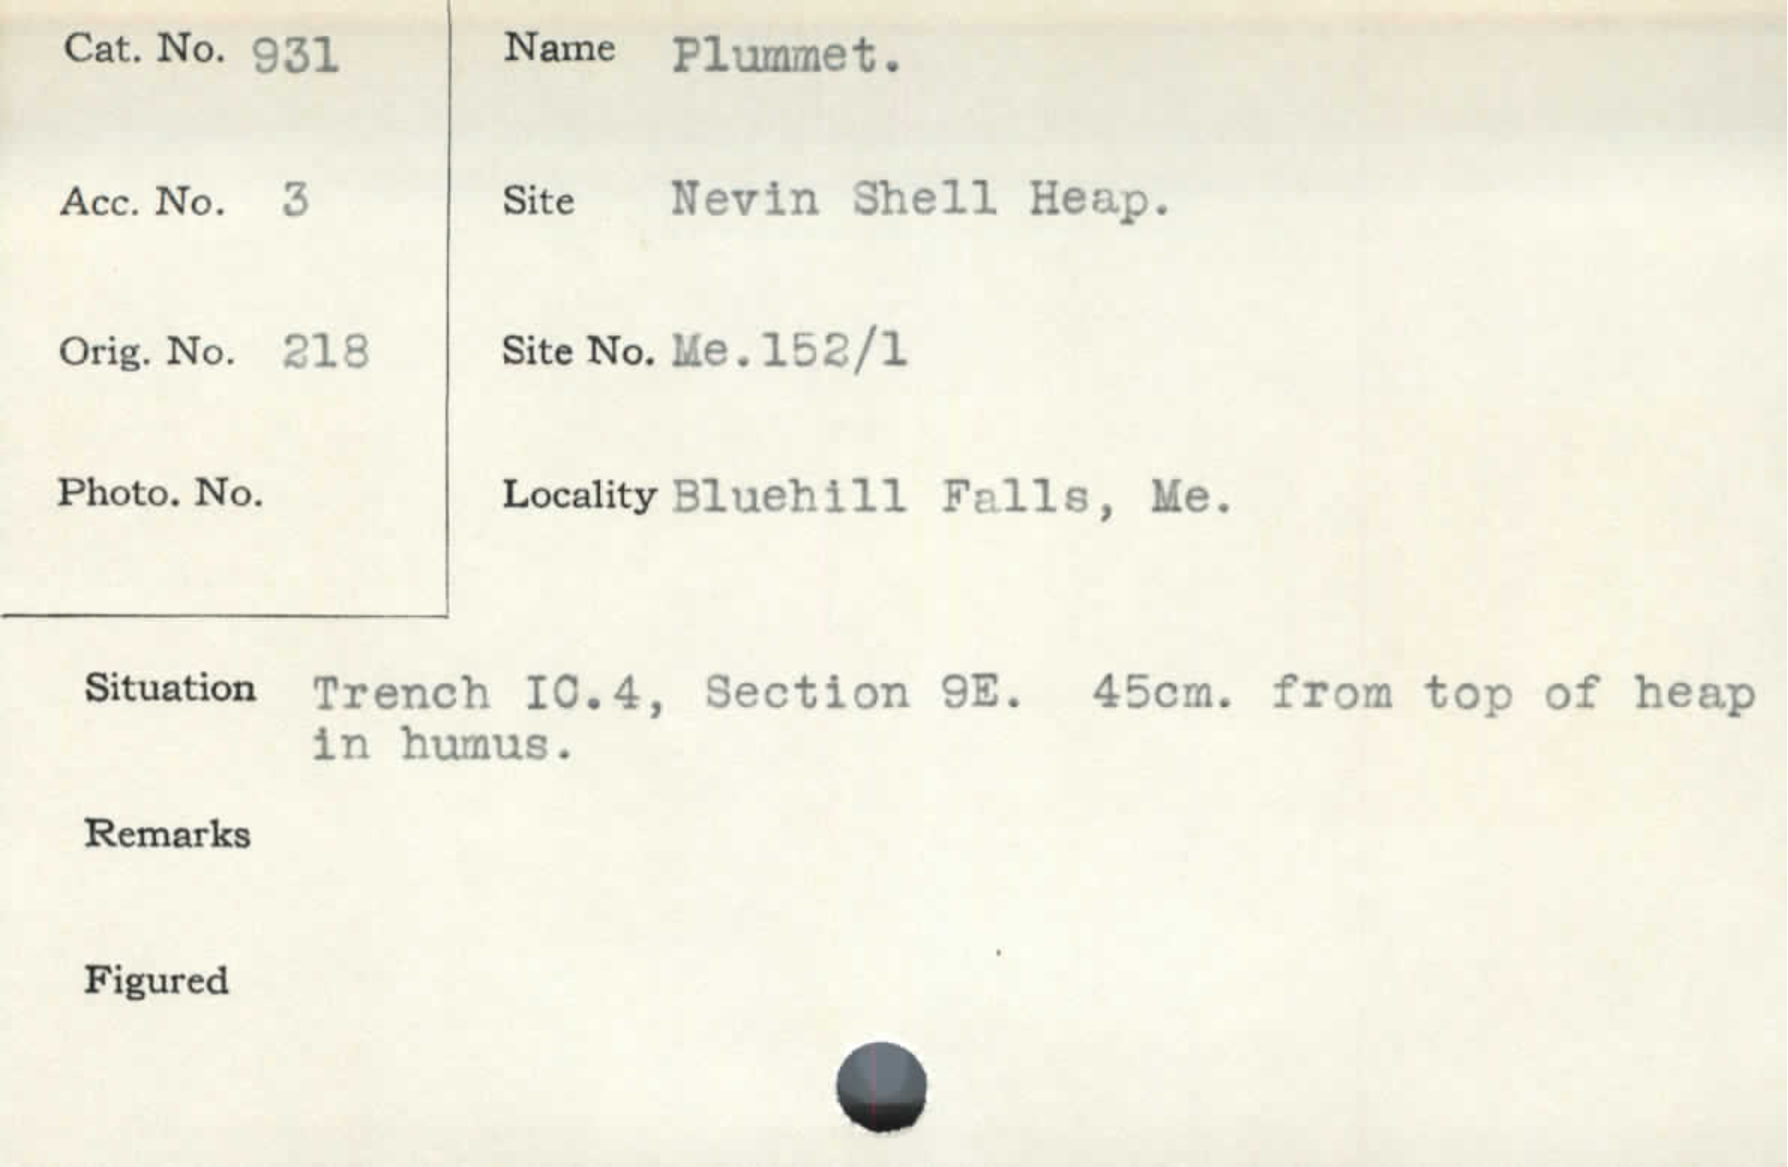 Cat. No. 931
Name Plummet.
Acc. No. 3
Site Nevin Shell Heap.
Orig. No. 218
Site No. Me.152/1
Photo. No.
Locality Bluehill Falls, Me.
Situation Trench IC.4, Section 9E. 45cm. from top of heap
in humus.
Remarks
Figured